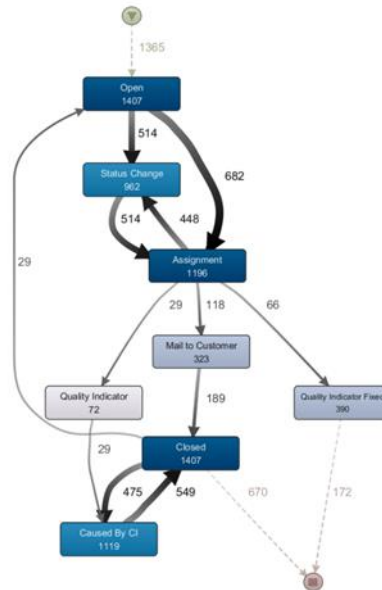 1365
Open
1407
514
Status Change
962
682
514
448
Assignment
1196
29
29
118
66
Mail to Customer
323
Quality Indicator
72
Quality Indicator Fixed
390
189
29
Closed
1407
475
549
670
172
Caused By CI
1119